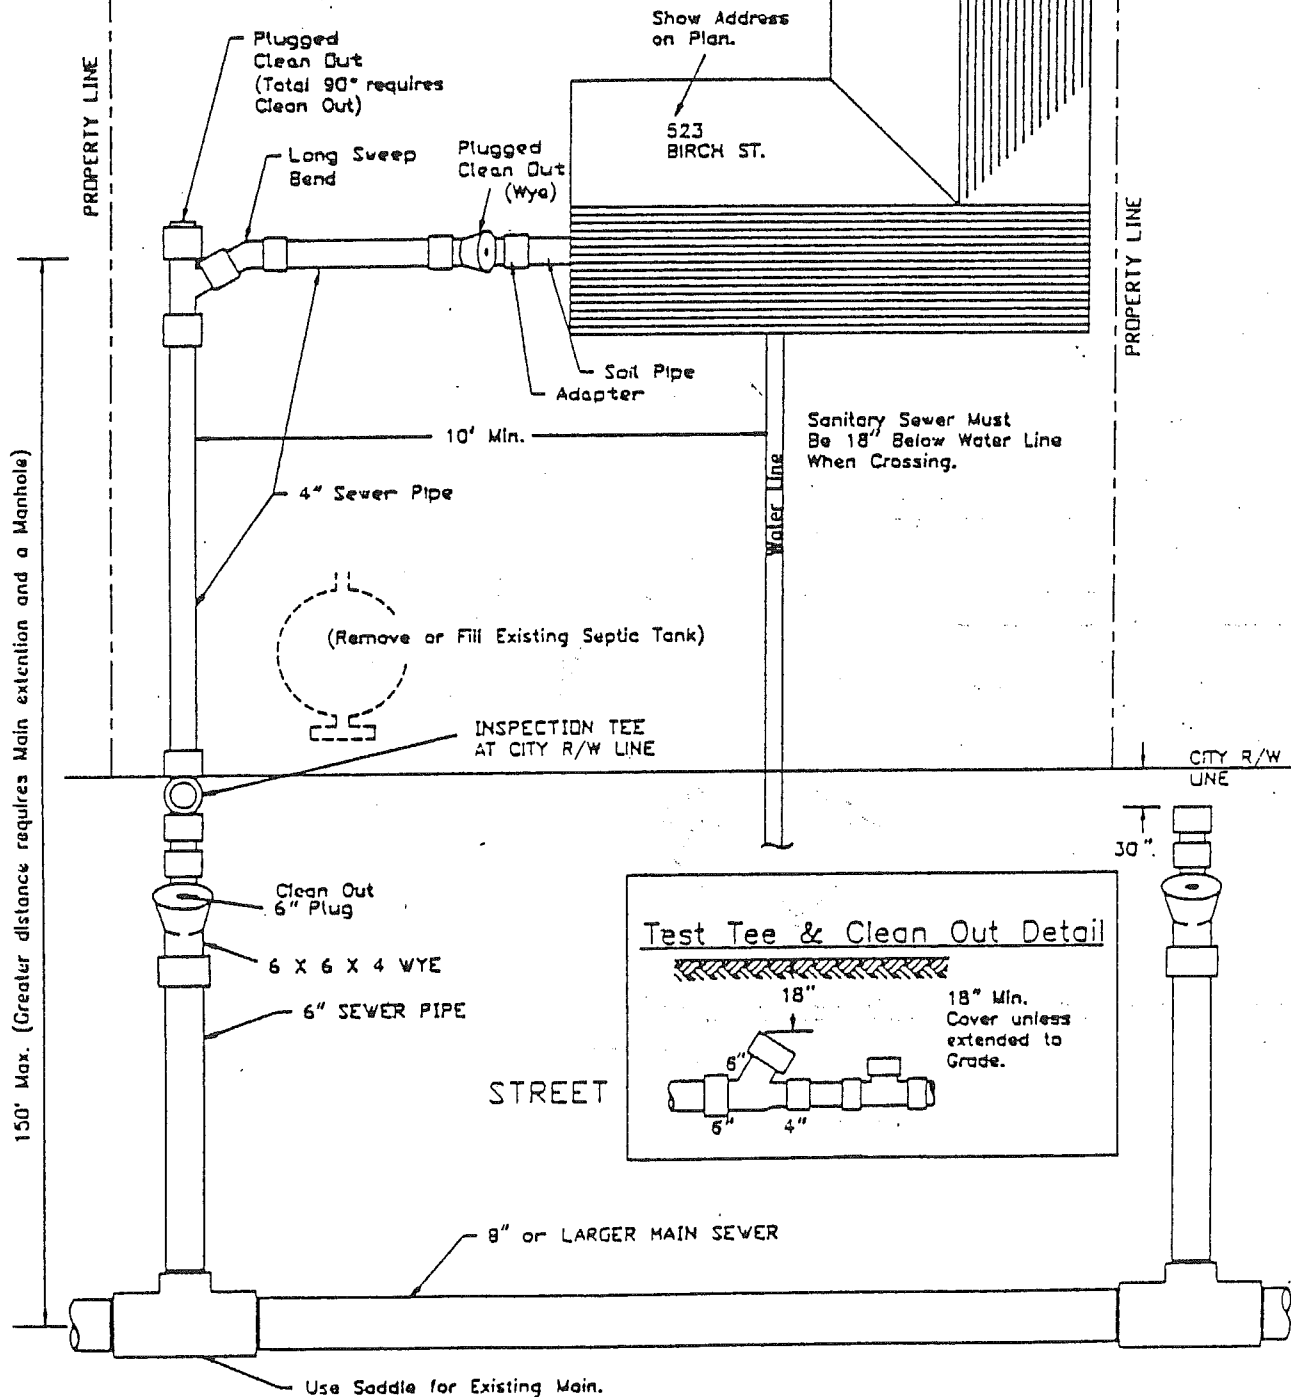 Show Address
on Plan.
Plugged
Clean Out
(Total 90° requires
Clean Out)
PROPERTY LINE
523
BIRCH ST.
Long Sweep
Bend
Plugged
Clean Out
(Wye)
PROPERTY LINE
Soil Pipe
Adapter
10' Min.
Sanitary Sewer Must
Be 18" Below Water Line
When Crossing.
Water Line
4" Sewer Pipe
150' Max. (Greater distance requires Main extention and a Manhole)
(Remove or Fill Existing Septic Tank)
INSPECTION TEE
AT CITY R/W LINE
CITY R/W
LINE
30"
Clean Out
6" Plug
6 X 6 X 4 WYE
6" SEWER PIPE
STREET
Test Tee & Clean Out Detail
18"
18" Min.
Cover unless
extended to
Grade.
6"
6"
4"
8" or LARGER MAIN SEWER
Use Saddle for Existing Main.